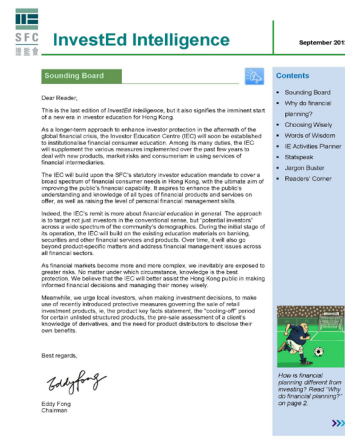 SFC
證監會
InvestEd Intelligence
September 201
Sounding Board
Dear Reader,
This is the last edition of InvestEd Intelligence, but it also signifies the imminent start
of a new era in investor education for Hong Kong.
As a longer-term approach to enhance investor protection in the aftermath of the
global financial crisis, the Investor Education Centre (IEC) will soon be established
to institutionalise financial consumer education. Among its many duties, the IEC
will supplement the various measures implemented over the past few years to
deal with new products, market risks and consumerism in using services of
financial intermediaries.
The IEC will build upon the SFC's statutory investor education mandate to cover a
broad spectrum of financial consumer needs in Hong Kong, with the ultimate aim of
improving the public's financial capability. It aspires to enhance the public's
understanding and knowledge of all types of financial products and services on
offer, as well as raising the level of personal financial management skills.
Indeed, the IEC's remit is more about financial education in general. The approach
is to target not just investors in the conventional sense, but "potential investors"
across a wide spectrum of the community's demographics. During the initial stage of
its operation, the IEC will build on the existing education materials on banking,
securities and other financial services and products. Over time, it will also go
beyond product-specific matters and address financial management issues across
all financial sectors.
As financial markets become more and more complex, we inevitably are exposed to
greater risks. No matter under which circumstance, knowledge is the best
protection. We believe that the IEC will better assist the Hong Kong public in making
informed financial decisions and managing their money wisely.
Meanwhile, we urge local investors, when making investment decisions, to make
use of recently introduced protective measures governing the sale of retail
investment products, ie, the product key facts statement, the "cooling-off" period
for certain unlisted structured products, the pre-sale assessment of a client's
knowledge of derivatives, and the need for product distributors to disclose their
own benefits.
Best regards,
Eddy Fong
Eddy Fong
Chairman
Contents
Sounding Board
Why do financial
planning?
Choosing Wisely
Words of Wisdom
IE Activities Planner
Statspeak
Jargon Buster
Readers' Corner
How is financial
planning different from
investing? Read "Why
do financial planning?"
on page 2.